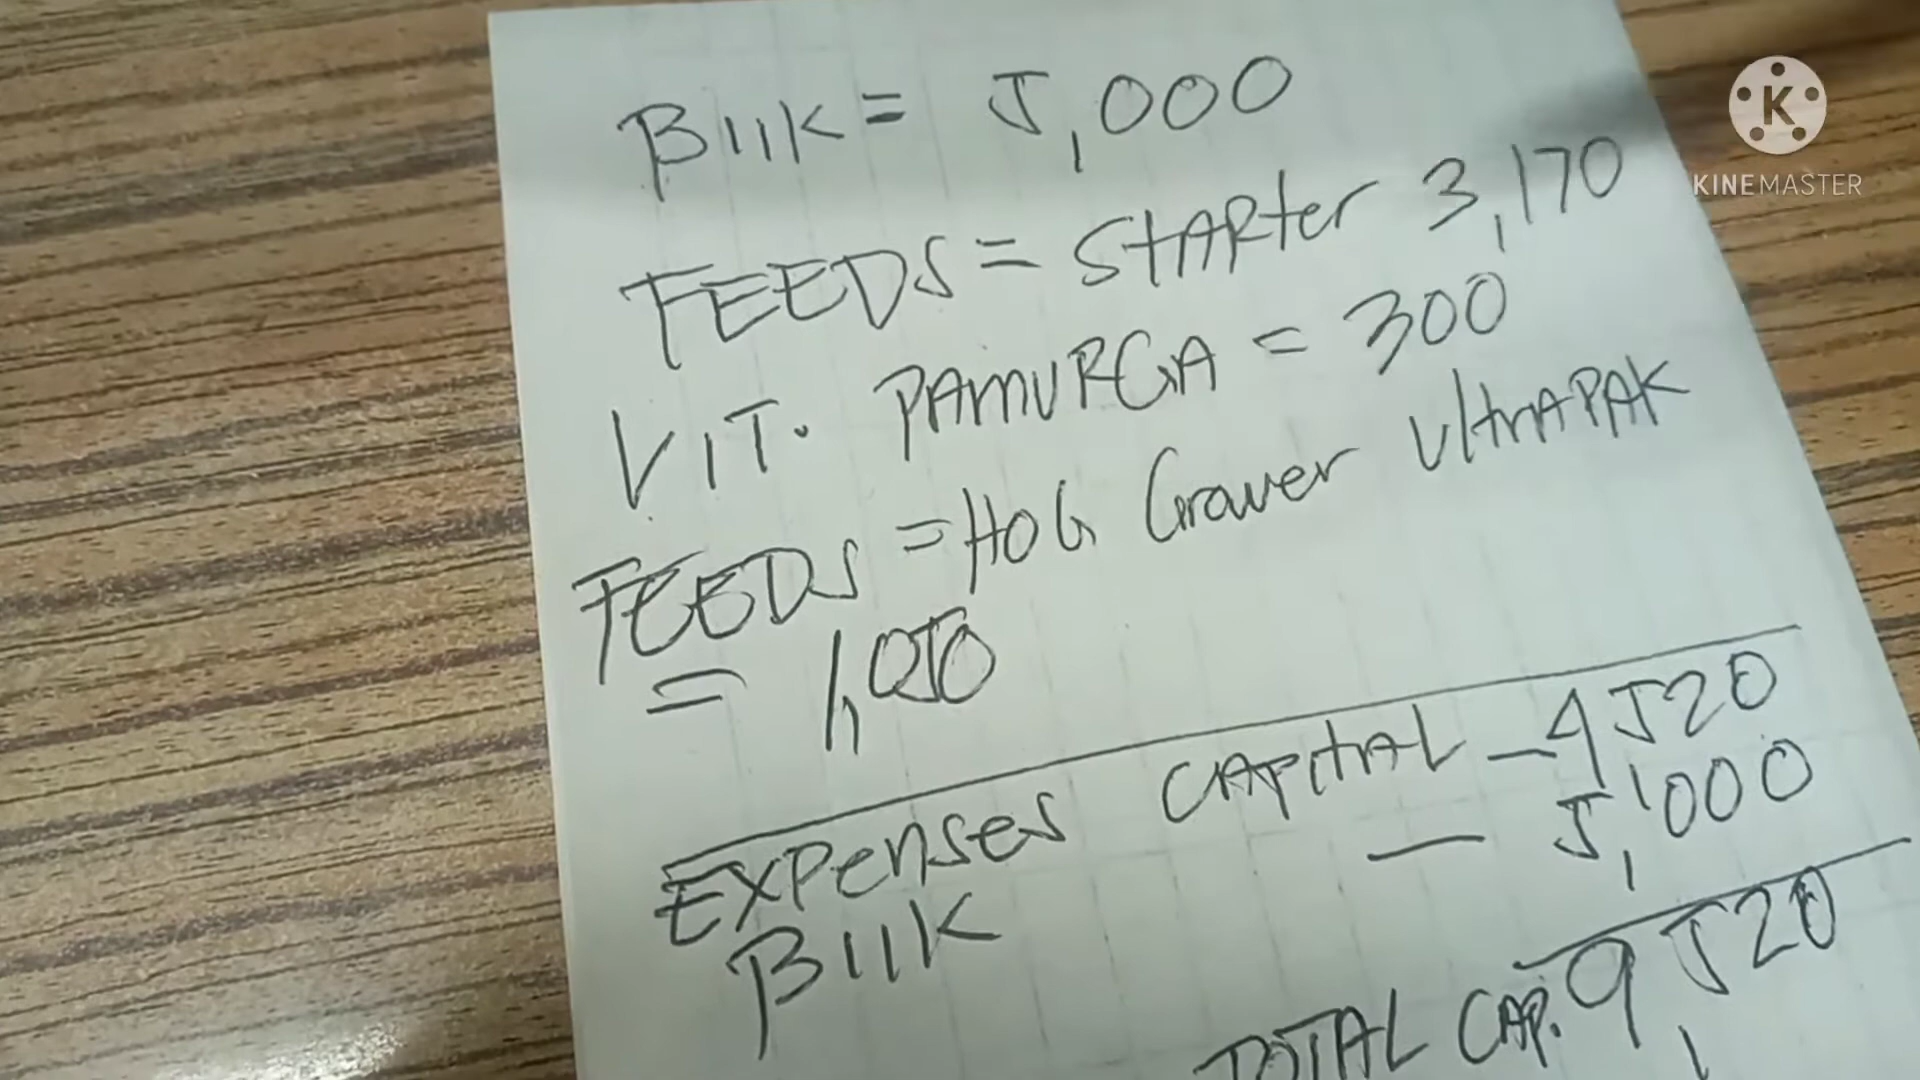 BIIK = 5,000
FEEDS = STARter 3,170
VIT. PAMURGA = 300
FEEDS = HOG Grower UltrAPAK
= 1,050
EXPenses CAPITAL - 4,520
BIIK - 5,000
TOTAL CAP. 9,520
K
KINEMASTER